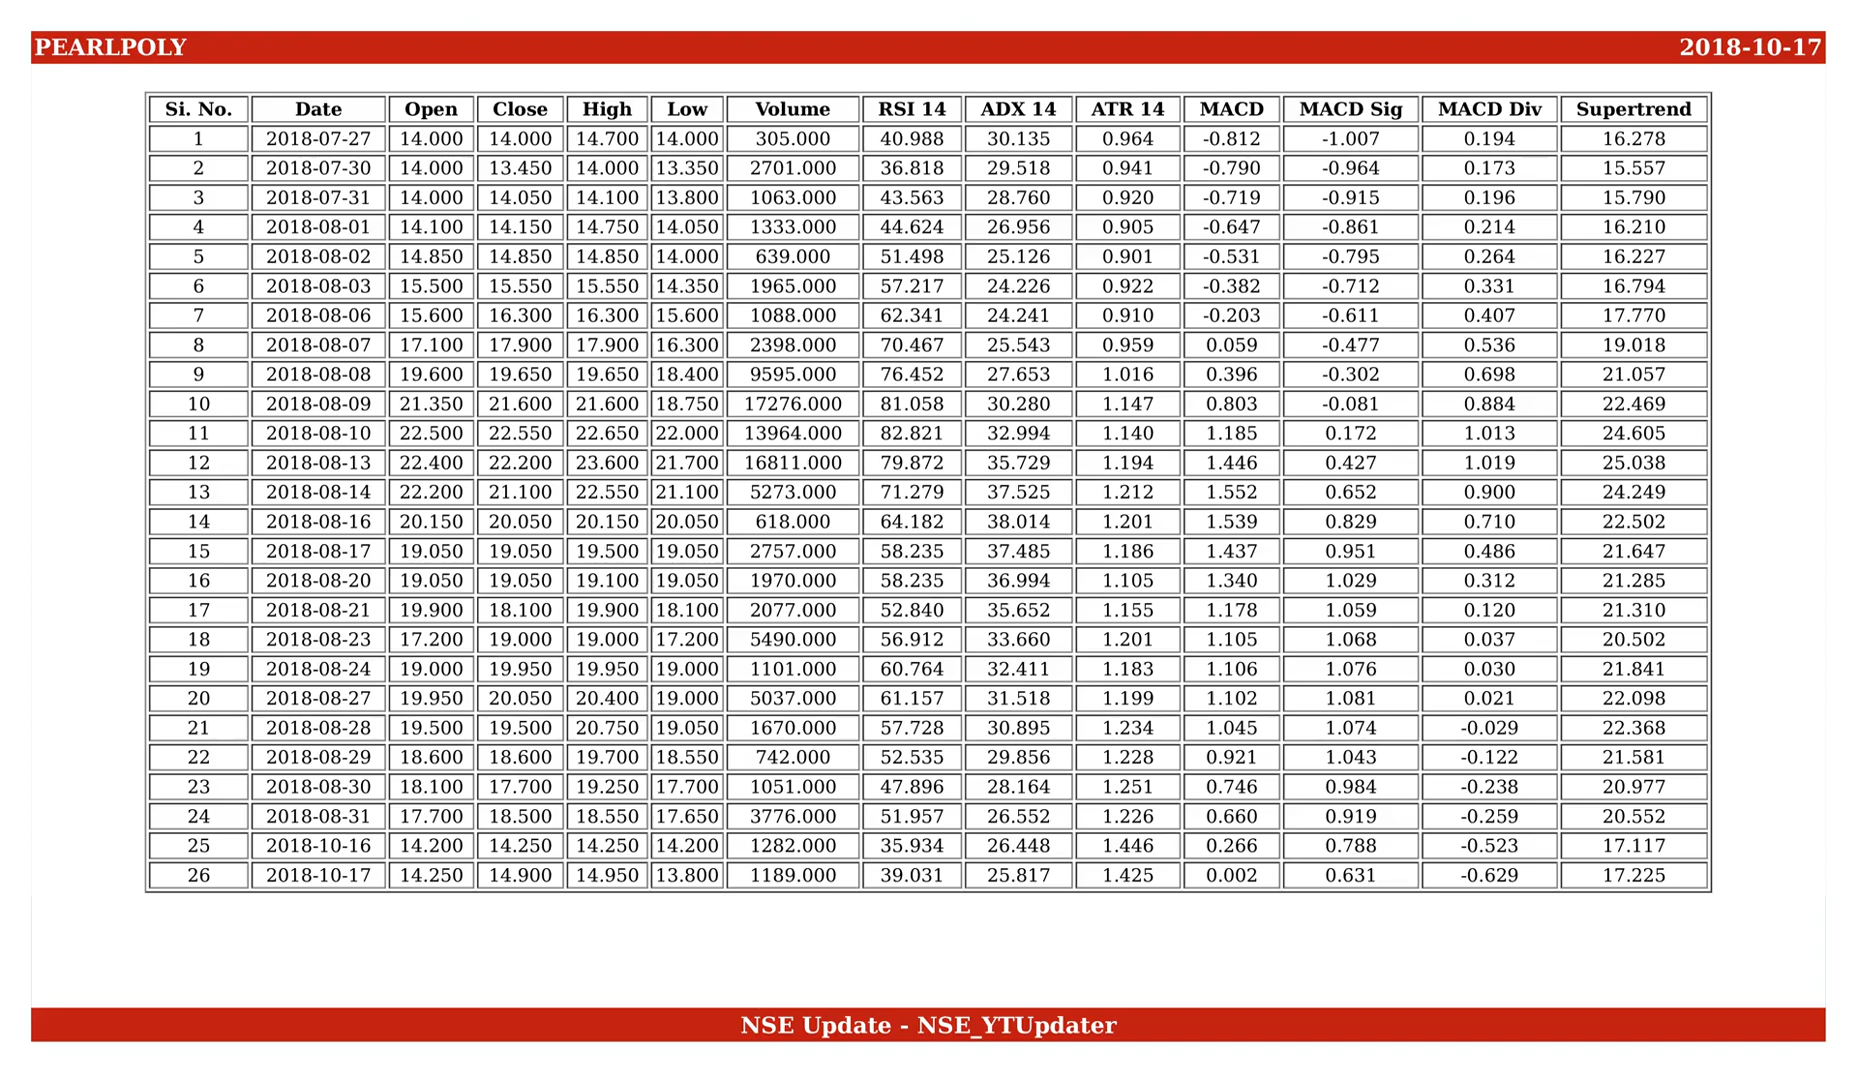 PEARLPOLY 2018-10-17
Si. No. Date Open Close High Low Volume RSI 14 ADX 14 ATR 14 MACD MACD Sig MACD Div Supertrend
1 2018-07-27 14.000 14.000 14.700 14.000 305.000 40.988 30.135 0.964 -0.812 -1.007 0.194 16.278
2 2018-07-30 14.000 13.450 14.000 13.350 2701.000 36.818 29.518 0.941 -0.790 -0.964 0.173 15.557
3 2018-07-31 14.000 14.050 14.100 13.800 1063.000 43.563 28.760 0.920 -0.719 -0.915 0.196 15.790
4 2018-08-01 14.100 14.150 14.750 14.050 1333.000 44.624 26.956 0.905 -0.647 -0.861 0.214 16.210
5 2018-08-02 14.850 14.850 14.850 14.000 639.000 51.498 25.126 0.901 -0.531 -0.795 0.264 16.227
6 2018-08-03 15.500 15.550 15.550 14.350 1965.000 57.217 24.226 0.922 -0.382 -0.712 0.331 16.794
7 2018-08-06 15.600 16.300 16.300 15.600 1088.000 62.341 24.241 0.910 -0.203 -0.611 0.407 17.770
8 2018-08-07 17.100 17.900 17.900 16.300 2398.000 70.467 25.543 0.959 0.059 -0.477 0.536 19.018
9 2018-08-08 19.600 19.650 19.650 18.400 9595.000 76.452 27.653 1.016 0.396 -0.302 0.698 21.057
10 2018-08-09 21.350 21.600 21.600 18.750 17276.000 81.058 30.280 1.147 0.803 -0.081 0.884 22.469
11 2018-08-10 22.500 22.550 22.650 22.000 13964.000 82.821 32.994 1.140 1.185 0.172 1.013 24.605
12 2018-08-13 22.400 22.200 23.600 21.700 16811.000 79.872 35.729 1.194 1.446 0.427 1.019 25.038
13 2018-08-14 22.200 21.100 22.550 21.100 5273.000 71.279 37.525 1.212 1.552 0.652 0.900 24.249
14 2018-08-16 20.150 20.050 20.150 20.050 618.000 64.182 38.014 1.201 1.539 0.829 0.710 22.502
15 2018-08-17 19.050 19.050 19.500 19.050 2757.000 58.235 37.485 1.186 1.437 0.951 0.486 21.647
16 2018-08-20 19.050 19.050 19.100 19.050 1970.000 58.235 36.994 1.105 1.340 1.029 0.312 21.285
17 2018-08-21 19.900 18.100 19.900 18.100 2077.000 52.840 35.652 1.155 1.178 1.059 0.120 21.310
18 2018-08-23 17.200 19.000 19.000 17.200 5490.000 56.912 33.660 1.201 1.105 1.068 0.037 20.502
19 2018-08-24 19.000 19.950 19.950 19.000 1101.000 60.764 32.411 1.183 1.106 1.076 0.030 21.841
20 2018-08-27 19.950 20.050 20.400 19.000 5037.000 61.157 31.518 1.199 1.102 1.081 0.021 22.098
21 2018-08-28 19.500 19.500 20.750 19.050 1670.000 57.728 30.895 1.234 1.045 1.074 -0.029 22.368
22 2018-08-29 18.600 18.600 19.700 18.550 742.000 52.535 29.856 1.228 0.921 1.043 -0.122 21.581
23 2018-08-30 18.100 17.700 19.250 17.700 1051.000 47.896 28.164 1.251 0.746 0.984 -0.238 20.977
24 2018-08-31 17.700 18.500 18.550 17.650 3776.000 51.957 26.552 1.226 0.660 0.919 -0.259 20.552
25 2018-10-16 14.200 14.250 14.250 14.200 1282.000 35.934 26.448 1.446 0.266 0.788 -0.523 17.117
26 2018-10-17 14.250 14.900 14.950 13.800 1189.000 39.031 25.817 1.425 0.002 0.631 -0.629 17.225
NSE Update - NSE_YTUpdater